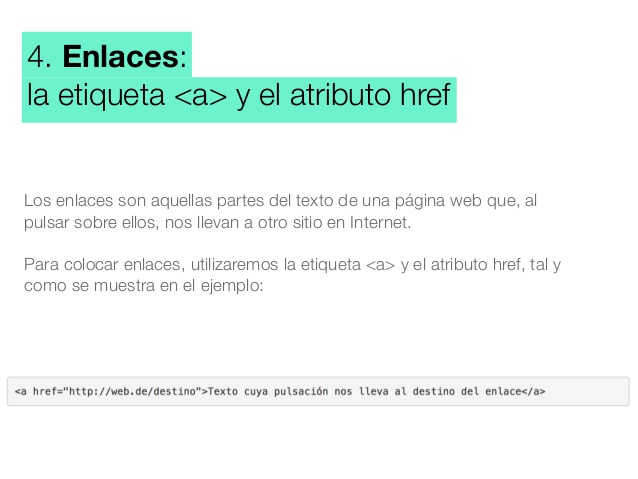 4. Enlaces:
la etiqueta <a> y el atributo href
Los enlaces son aquellas partes del texto de una página web que, al
pulsar sobre ellos, nos llevan a otro sitio en Internet.
Para colocar enlaces, utilizaremos la etiqueta <a> y el atributo href, tal y
como se muestra en el ejemplo:
<a href="http://web.de/destino">Texto cuya pulsación nos lleva al destino del enlace</a>